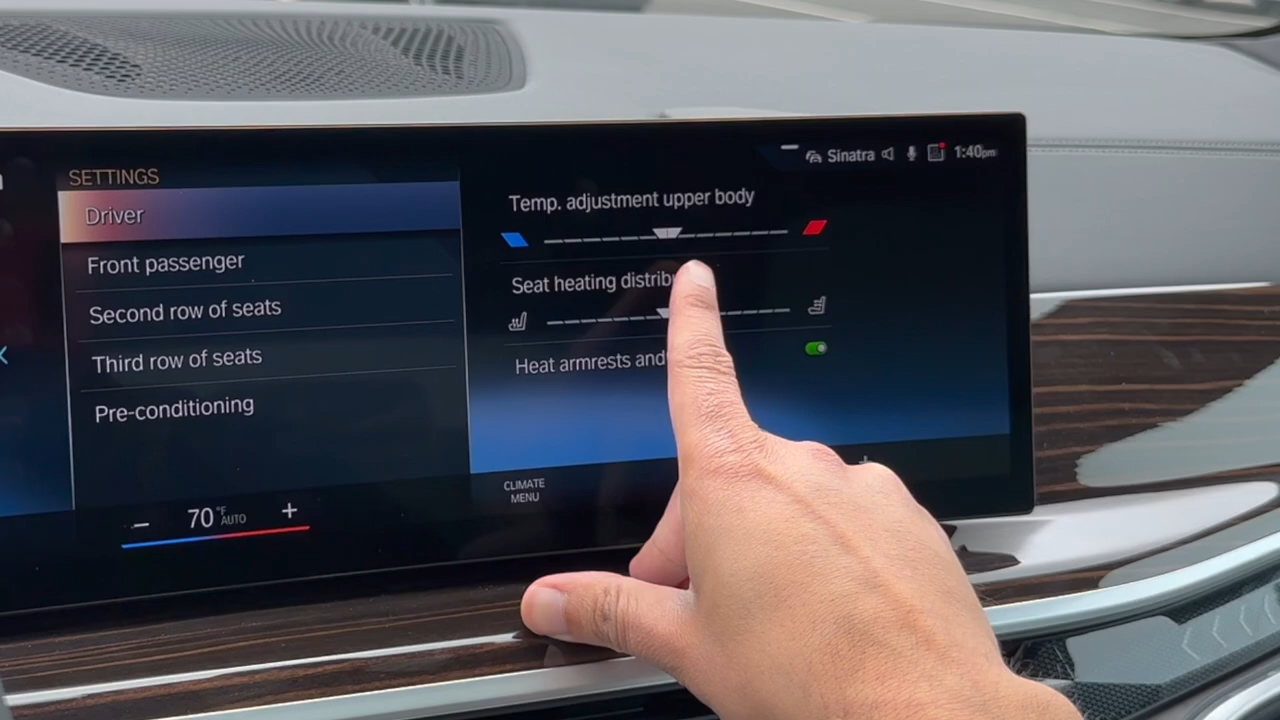 Sinatra 1:40pm
SETTINGS
Driver
Front passenger
Second row of seats
Third row of seats
Pre-conditioning
Temp. adjustment upper body
Seat heating distrib
Heat armrests and
− 70°F AUTO +
CLIMATE
MENU
+